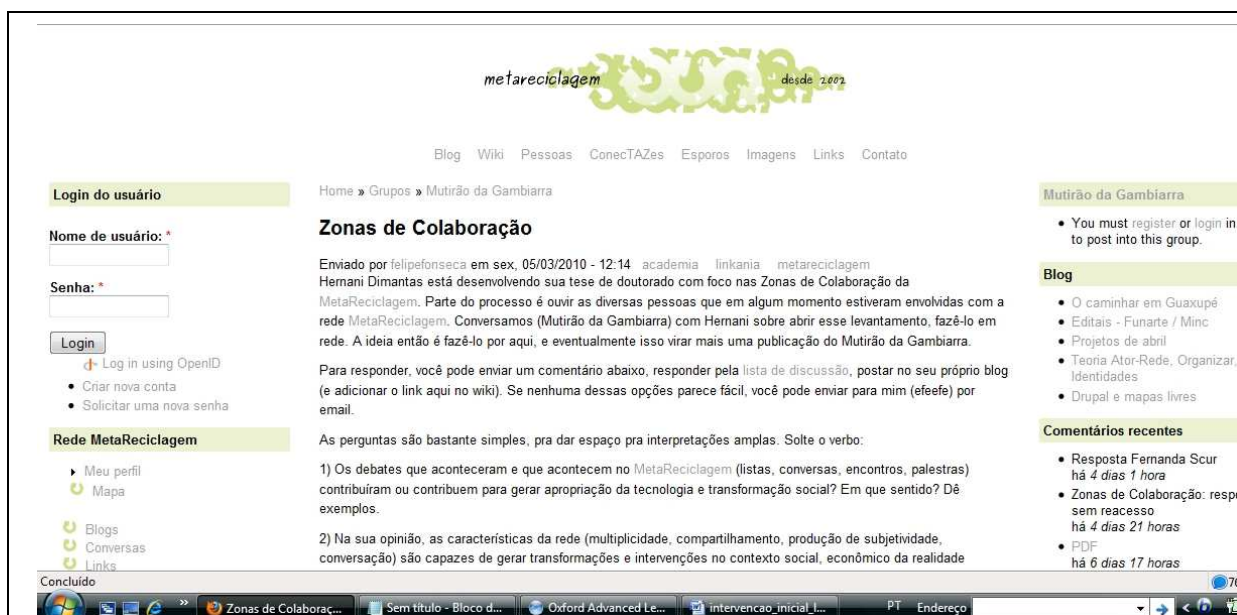 metareciclagem desde 2002
Blog Wiki Pessoas ConecTAZes Esporos Imagens Links Contato
Login do usuário
Nome de usuário: *
Senha: *
Login
Log in using OpenID
Criar nova conta
Solicitar uma nova senha
Rede MetaReciclagem
Meu perfil
Mapa
Blogs
Conversas
Links
Home » Grupos » Mutirão da Gambiarra
Zonas de Colaboração
Enviado por felipefonseca em sex, 05/03/2010 - 12:14 academia linkania metareciclagem
Hernani Dimantas está desenvolvendo sua tese de doutorado com foco nas Zonas de Colaboração da
MetaReciclagem. Parte do processo é ouvir as diversas pessoas que em algum momento estiveram envolvidas com a
rede MetaReciclagem. Conversamos (Mutirão da Gambiarra) com Hernani sobre abrir esse levantamento, fazê-lo em
rede. A ideia então é fazê-lo por aqui, e eventualmente isso virar mais uma publicação do Mutirão da Gambiarra.
Para responder, você pode enviar um comentário abaixo, responder pela lista de discussão, postar no seu próprio blog
(e adicionar o link aqui no wiki). Se nenhuma dessas opções parece fácil, você pode enviar para mim (efeefe) por
email.
As perguntas são bastante simples, pra dar espaço pra interpretações amplas. Solte o verbo:
1) Os debates que aconteceram e que acontecem no MetaReciclagem (listas, conversas, encontros, palestras)
contribuíram ou contribuem para gerar apropriação da tecnologia e transformação social? Em que sentido? Dê
exemplos.
2) Na sua opinião, as características da rede (multiplicidade, compartilhamento, produção de subjetividade,
conversação) são capazes de gerar transformações e intervenções no contexto social, econômico da realidade
Mutirão da Gambiarra
You must register or login in
to post into this group.
Blog
O caminhar em Guaxupé
Editais - Funarte / Minc
Projetos de abril
Teoria Ator-Rede, Organizar,
Identidades
Drupal e mapas livres
Comentários recentes
Resposta Fernanda Scur
há 4 dias 1 hora
Zonas de Colaboração: resp
sem reacesso
há 4 dias 21 horas
PDF
há 6 dias 17 horas
Concluído
» Zonas de Colaboraç... Sem título - Bloco d... Oxford Advanced Le... intervencao_inicial_l... PT Endereço